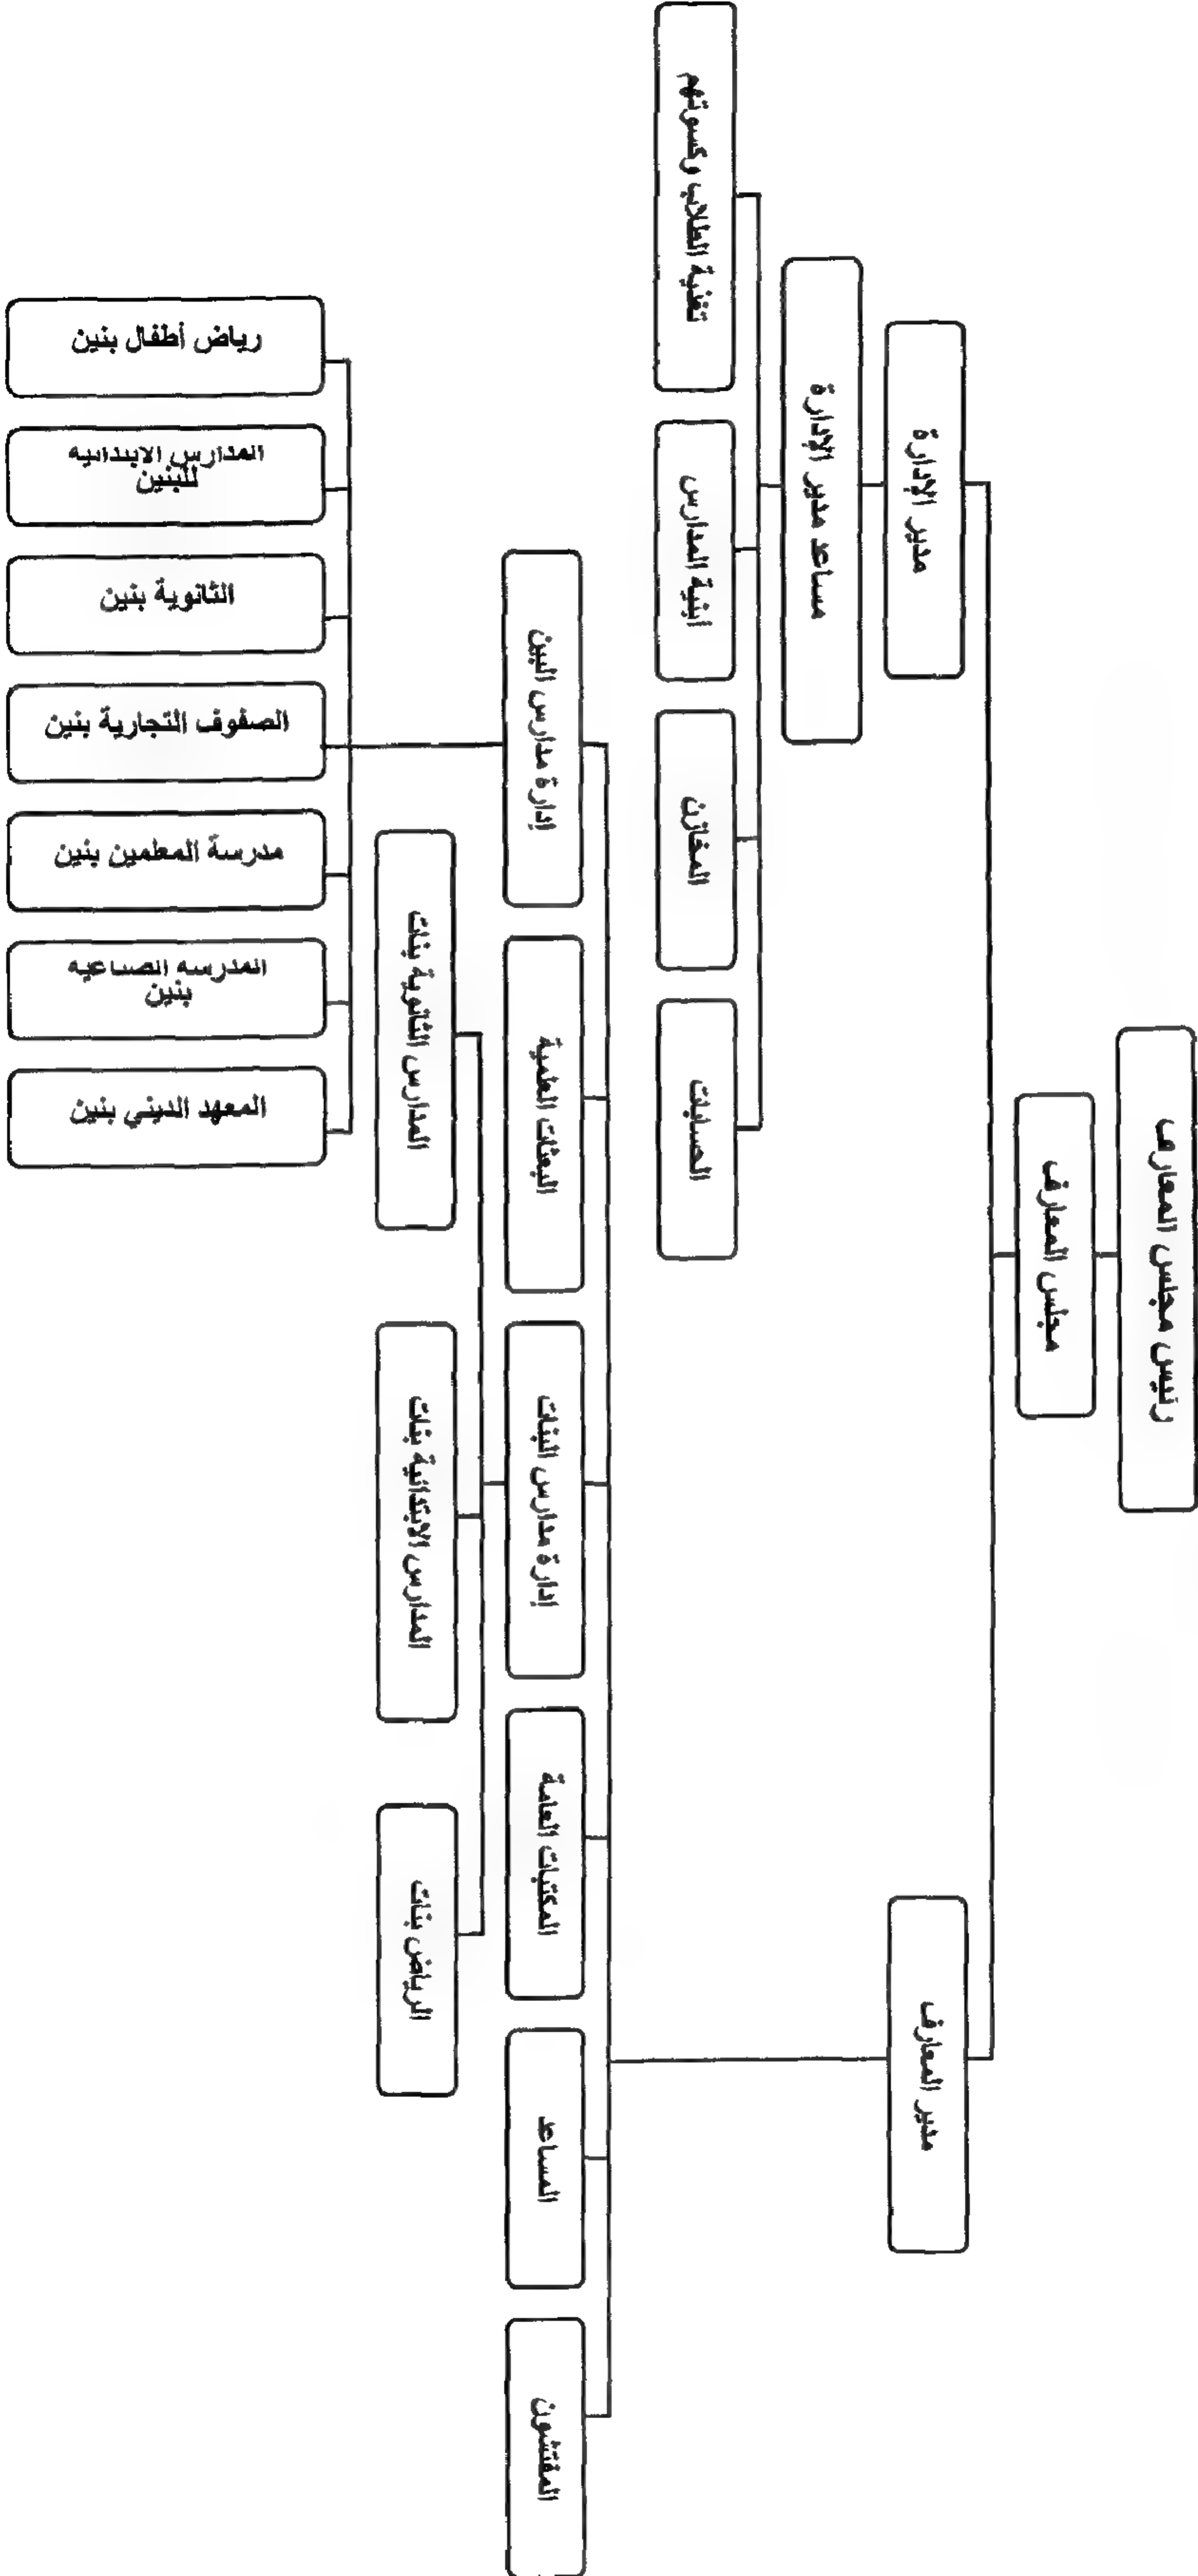 رئيس مجلس المعارف
مجلس المعارف
مدير الإدارة
مدير المعارف
مساعد مدير الإدارة
تغذية الطلاب وكسوتهم
ابنية المدارس
المخازن
الحسابات
إدارة مدارس البين
البعثات العلمية
إدارة مدارس البنات
المكتبات العامة
المساعد
المفتشون
المدارس الثانوية بنات
المدارس الابتدائية بنات
الرياض بنات
رياض أطفال بنين
المدارس الابتدائيه
للبنين
الثانوية بنين
الصفوف التجارية بنين
مدرسة المعلمين بنين
المدرسه الصناعيه
بنين
المعهد الديني بنين